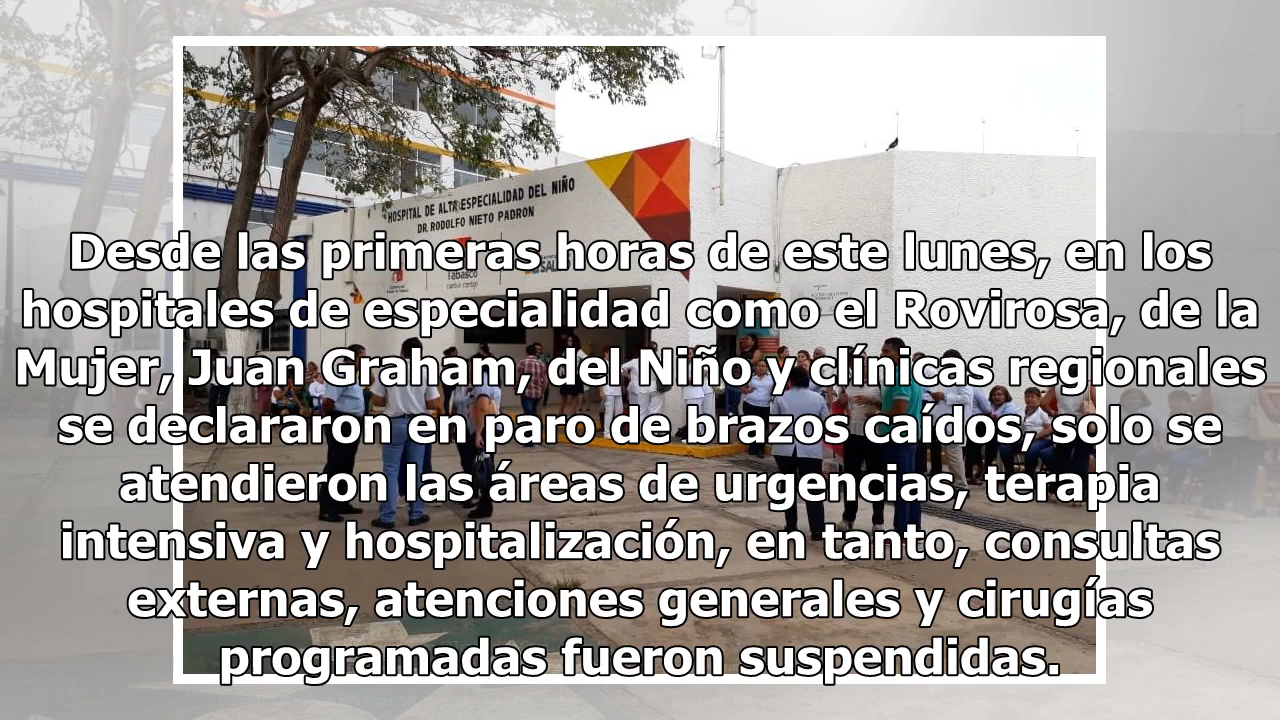 HOSPITAL DE ALTA ESPECIALIDAD DEL NIÑO
DR. RODOLFO NIETO PADRON
Tabasco
cambia contigo
Desde las primeras horas de este lunes, en los
hospitales de especialidad como el Rovirosa, de la
Mujer, Juan Graham, del Niño y clínicas regionales
se declararon en paro de brazos caídos, solo se
atendieron las áreas de urgencias, terapia
intensiva y hospitalización, en tanto, consultas
externas, atenciones generales y cirugías
programadas fueron suspendidas.